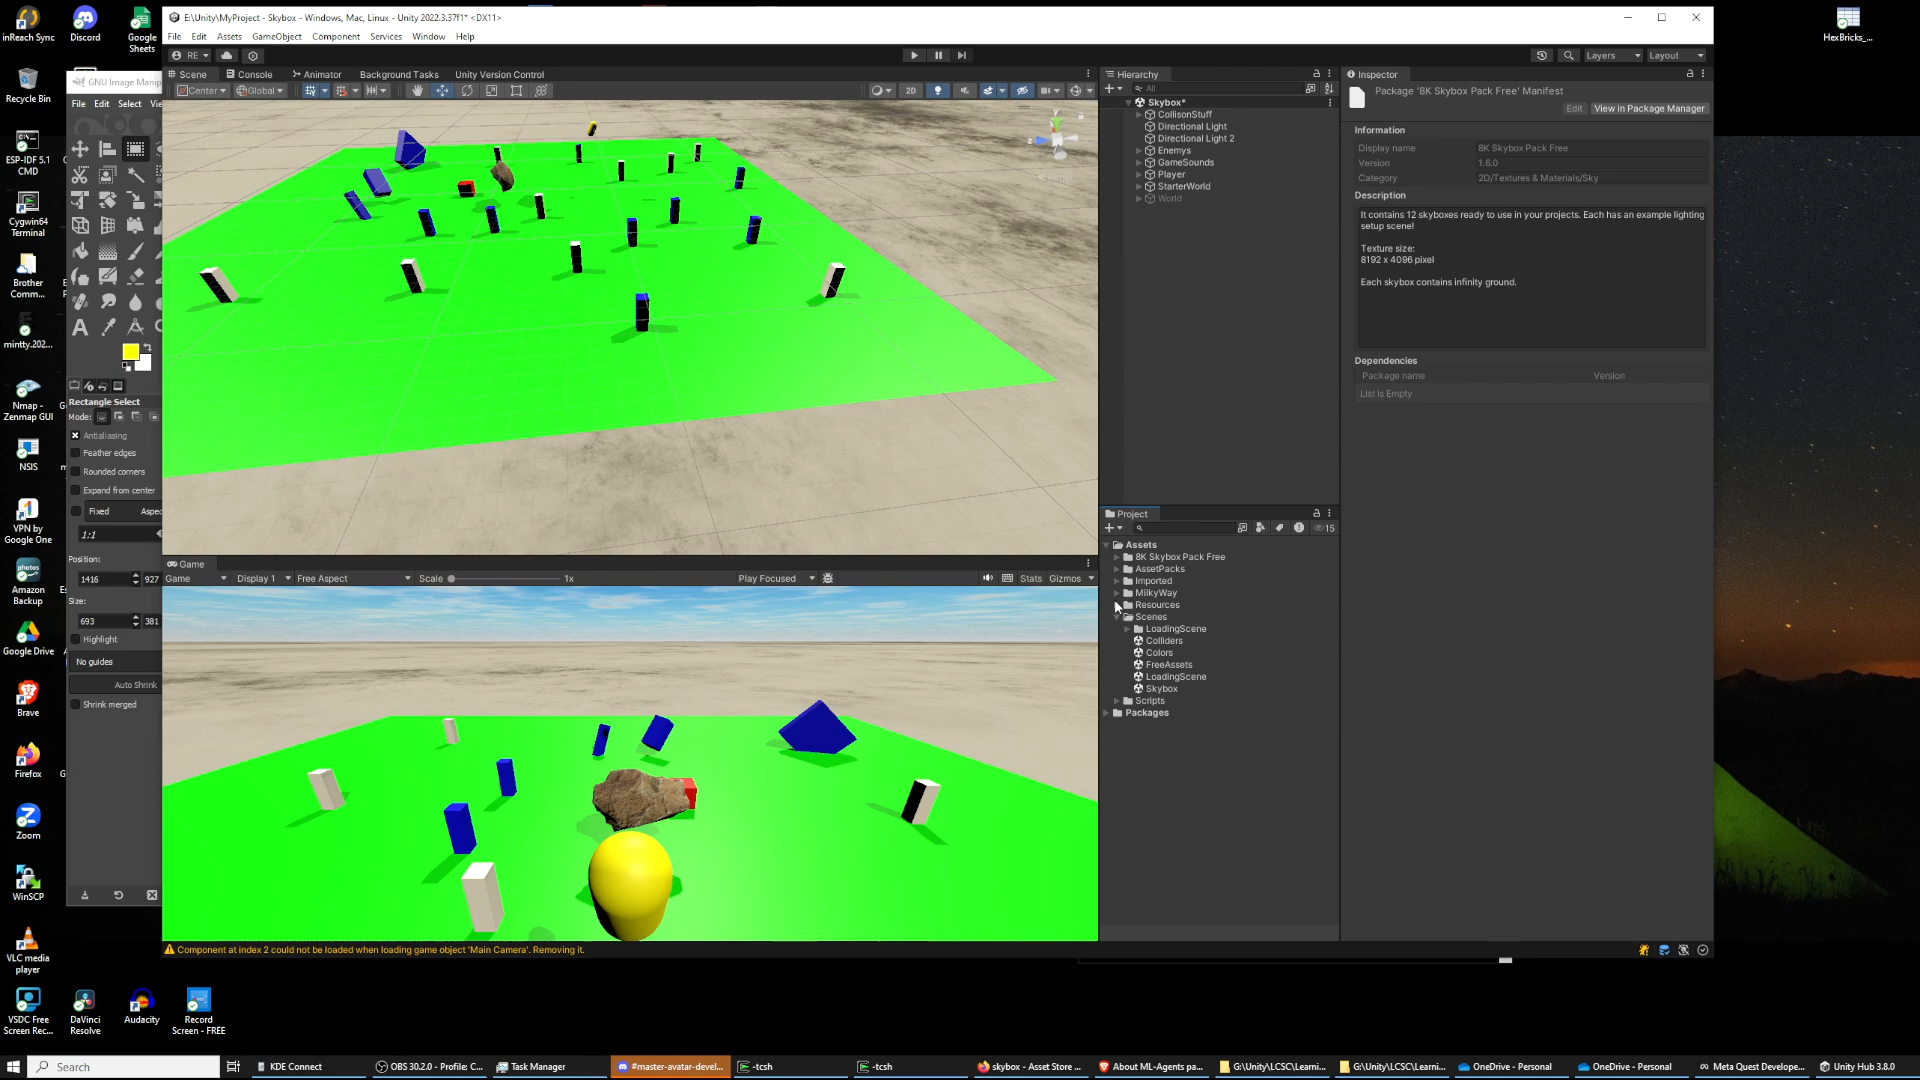 inReach Sync
Discord
Google
Sheets
Recycle Bin
ESP-IDF 5.1
CMD
Cygwin64
Terminal
Brother
Comm...
mintty.202...
Nmap -
Zenmap GUI
NSIS
VPN by
Google One
Amazon
Backup
Google Drive
Brave
Firefox
Zoom
WinSCP
VLC media
player
VSDC Free
Screen Rec...
DaVinci
Resolve
Audacity
Record
Screen - FREE
HexBricks_...
GNU Image Manip
File Edit Select Vie
Rectangle Select
Mode:
Antialiasing
Feather edges
Rounded corners
Expand from center
Fixed Aspec
1:1
Position:
1416 927
Size:
693 381
Highlight
No guides
Auto Shrink
Shrink merged
E:\Unity\MyProject - Skybox - Windows, Mac, Linux - Unity 2022.3.37f1* <DX11>
File Edit Assets GameObject Component Services Window Help
RE
Layers Layout
Scene Console Animator Background Tasks Unity Version Control
Center Global 2D
Game
Game Display 1 Free Aspect Scale 1x Play Focused Stats Gizmos
Component at index 2 could not be loaded when loading game object 'Main Camera'. Removing it.
Hierarchy
All
Skybox*
CollisonStuff
Directional Light
Directional Light 2
Enemys
GameSounds
Player
StarterWorld
World
Project
15
Assets
8K Skybox Pack Free
AssetPacks
Imported
MilkyWay
Resources
Scenes
LoadingScene
Colliders
Colors
FreeAssets
LoadingScene
Skybox
Scripts
Packages
Inspector
Package '8K Skybox Pack Free' Manifest
Edit View in Package Manager
Information
Display name 8K Skybox Pack Free
Version 1.6.0
Category 2D/Textures & Materials/Sky
Description
It contains 12 skyboxes ready to use in your projects. Each has an example lighting
setup scene!
Texture size:
8192 x 4096 pixel
Each skybox contains infinity ground.
Dependencies
Package name Version
List is Empty
Search
KDE Connect
OBS 30.2.0 - Profile: C...
Task Manager
#master-avatar-devel...
-tcsh
-tcsh
skybox - Asset Store ...
About ML-Agents pa...
G:\Unity\LCSC\Learni...
G:\Unity\LCSC\Learni...
OneDrive - Personal
OneDrive - Personal
Meta Quest Develope...
Unity Hub 3.8.0